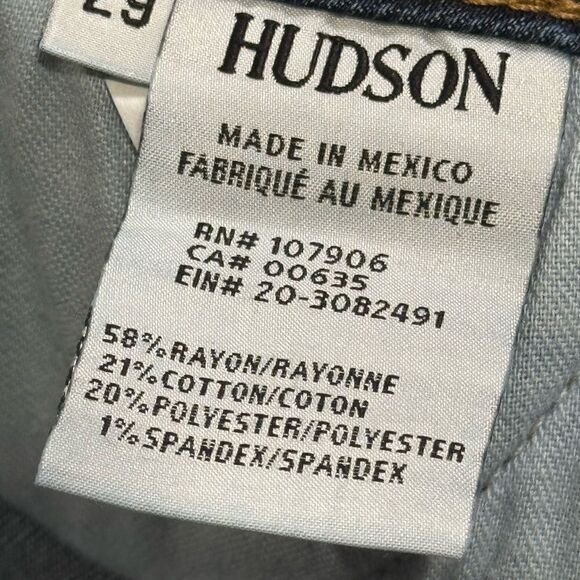 29
HUDSON
MADE IN MEXICO
FABRIQUÉ AU MEXIQUE
RN# 107906
CA# 00635
EIN# 20-3082491
58% RAYON/RAYONNE
21% COTTON/COTON
20% POLYESTER/POLYESTER
1% SPANDEX/SPANDEX